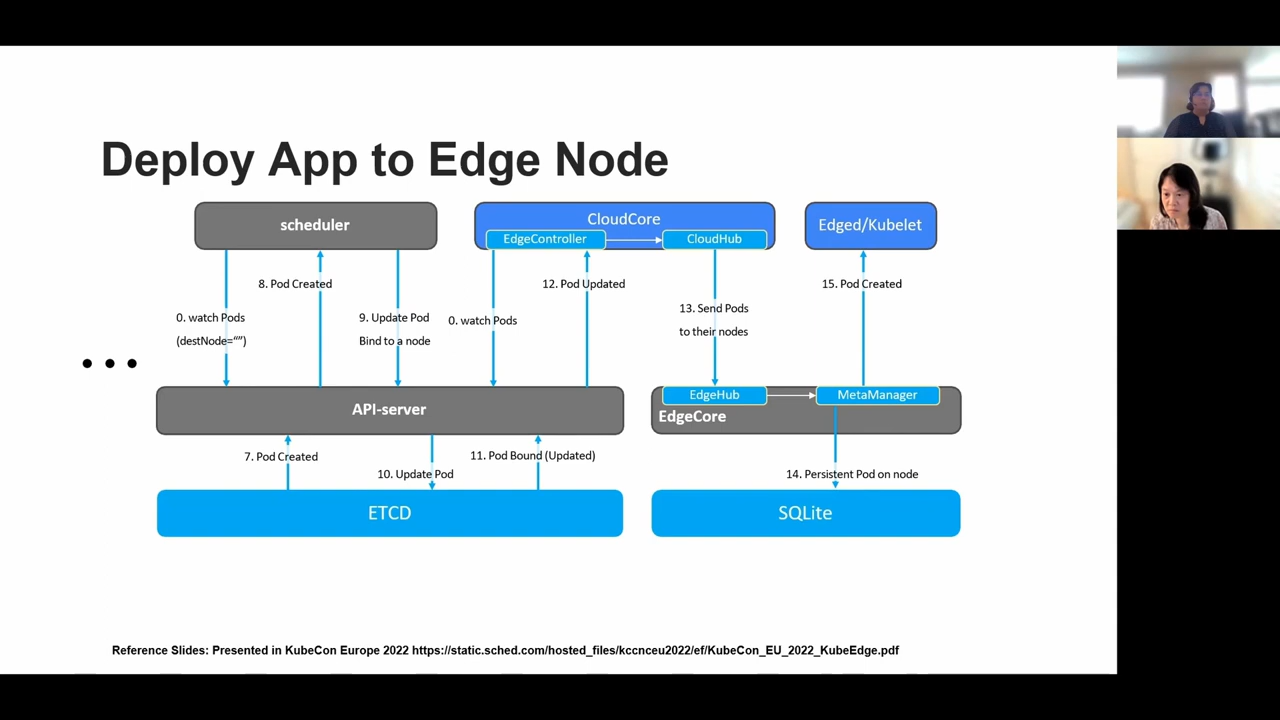 Deploy App to Edge Node
scheduler
CloudCore
EdgeController
CloudHub
Edged/Kubelet
8. Pod Created
12. Pod Updated
15. Pod Created
0. watch Pods
(destNode=“”)
9. Update Pod
Bind to a node
0. watch Pods
13. Send Pods
to their nodes
•••
API-server
EdgeHub
MetaManager
EdgeCore
7. Pod Created
10. Update Pod
11. Pod Bound (Updated)
14. Persistent Pod on node
ETCD
SQLite
Reference Slides: Presented in KubeCon Europe 2022 https://static.sched.com/hosted_files/kccnceu2022/ef/KubeCon_EU_2022_KubeEdge.pdf